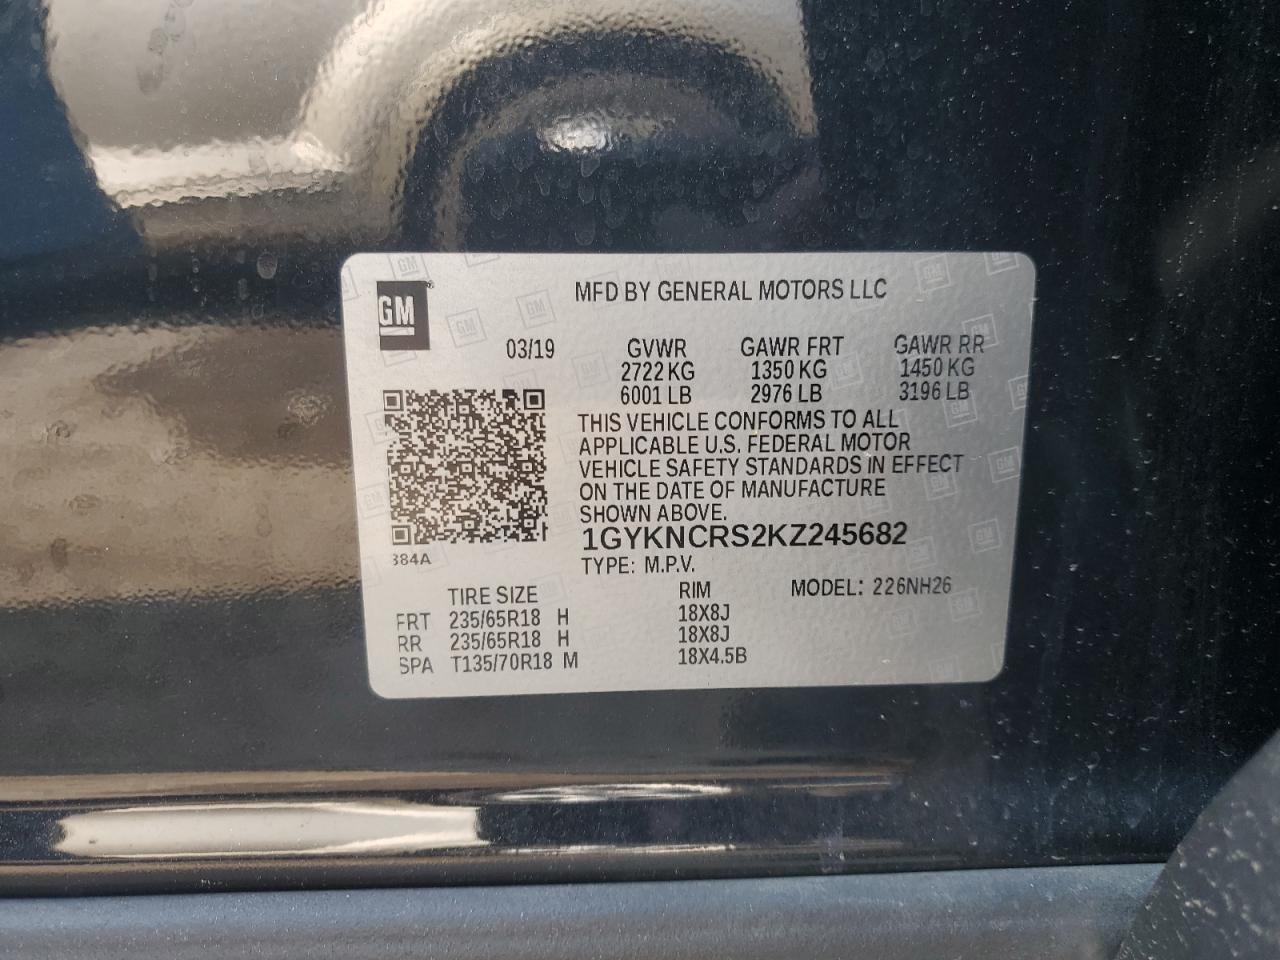 GM
MFD BY GENERAL MOTORS LLC
03/19 GVWR GAWR FRT GAWR RR
2722 KG 1350 KG 1450 KG
6001 LB 2976 LB 3196 LB
THIS VEHICLE CONFORMS TO ALL
APPLICABLE U.S. FEDERAL MOTOR
VEHICLE SAFETY STANDARDS IN EFFECT
ON THE DATE OF MANUFACTURE
SHOWN ABOVE.
1GYKNCRS2KZ245682
384A
TYPE: M.P.V.
TIRE SIZE RIM MODEL: 226NH26
FRT 235/65R18 H 18X8J
RR 235/65R18 H 18X8J
SPA T135/70R18 M 18X4.5B